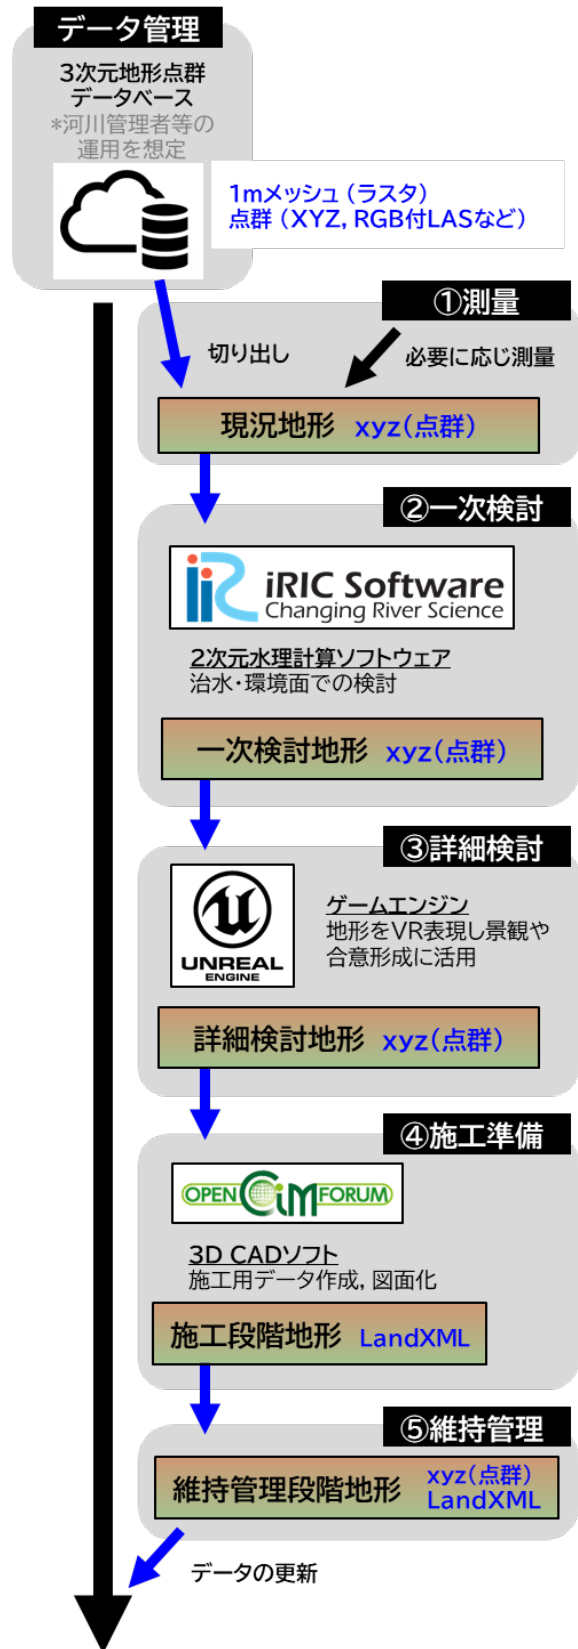 データ管理
3次元地形点群
データベース
*河川管理者等の
運用を想定
1mメッシュ（ラスタ）
点群（XYZ, RGB付LASなど）
①測量
切り出し
必要に応じ測量
現況地形 xyz(点群)
②一次検討
iRIC Software
Changing River Science
2次元水理計算ソフトウェア
治水・環境面での検討
一次検討地形 xyz(点群)
③詳細検討
UNREAL
ENGINE
ゲームエンジン
地形をVR表現し景観や
合意形成に活用
詳細検討地形 xyz(点群)
④施工準備
OPEN CiM FORUM
3D CADソフト
施工用データ作成, 図面化
施工段階地形 LandXML
⑤維持管理
維持管理段階地形 xyz(点群)
LandXML
データの更新